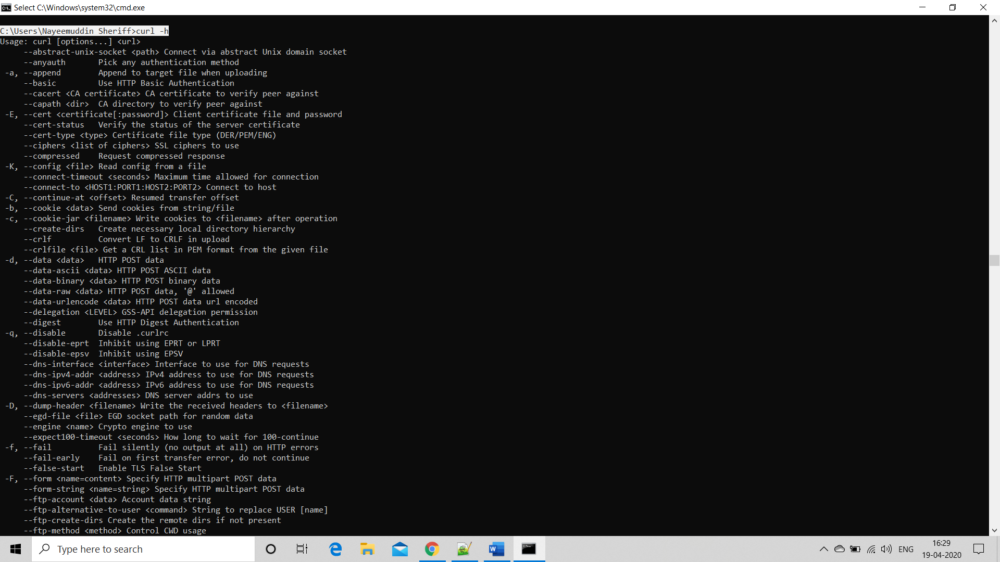 Select C:\Windows\system32\cmd.exe
C:\Users\Nayeemuddin Sheriff>curl -h
Usage: curl [options...] <url>
     --abstract-unix-socket <path> Connect via abstract Unix domain socket
     --anyauth       Pick any authentication method
 -a, --append        Append to target file when uploading
     --basic         Use HTTP Basic Authentication
     --cacert <CA certificate> CA certificate to verify peer against
     --capath <dir>  CA directory to verify peer against
 -E, --cert <certificate[:password]> Client certificate file and password
     --cert-status   Verify the status of the server certificate
     --cert-type <type> Certificate file type (DER/PEM/ENG)
     --ciphers <list of ciphers> SSL ciphers to use
     --compressed    Request compressed response
 -K, --config <file> Read config from a file
     --connect-timeout <seconds> Maximum time allowed for connection
     --connect-to <HOST1:PORT1:HOST2:PORT2> Connect to host
 -C, --continue-at <offset> Resumed transfer offset
 -b, --cookie <data> Send cookies from string/file
 -c, --cookie-jar <filename> Write cookies to <filename> after operation
     --create-dirs   Create necessary local directory hierarchy
     --crlf          Convert LF to CRLF in upload
     --crlfile <file> Get a CRL list in PEM format from the given file
 -d, --data <data>   HTTP POST data
     --data-ascii <data> HTTP POST ASCII data
     --data-binary <data> HTTP POST binary data
     --data-raw <data> HTTP POST data, '@' allowed
     --data-urlencode <data> HTTP POST data url encoded
     --delegation <LEVEL> GSS-API delegation permission
     --digest        Use HTTP Digest Authentication
 -q, --disable       Disable .curlrc
     --disable-eprt  Inhibit using EPRT or LPRT
     --disable-epsv  Inhibit using EPSV
     --dns-interface <interface> Interface to use for DNS requests
     --dns-ipv4-addr <address> IPv4 address to use for DNS requests
     --dns-ipv6-addr <address> IPv6 address to use for DNS requests
     --dns-servers <addresses> DNS server addrs to use
 -D, --dump-header <filename> Write the received headers to <filename>
     --egd-file <file> EGD socket path for random data
     --engine <name> Crypto engine to use
     --expect100-timeout <seconds> How long to wait for 100-continue
 -f, --fail          Fail silently (no output at all) on HTTP errors
     --fail-early    Fail on first transfer error, do not continue
     --false-start   Enable TLS False Start
 -F, --form <name=content> Specify HTTP multipart POST data
     --form-string <name=string> Specify HTTP multipart POST data
     --ftp-account <data> Account data string
     --ftp-alternative-to-user <command> String to replace USER [name]
     --ftp-create-dirs Create the remote dirs if not present
     --ftp-method <method> Control CWD usage
Type here to search
ENG
16:29
19-04-2020